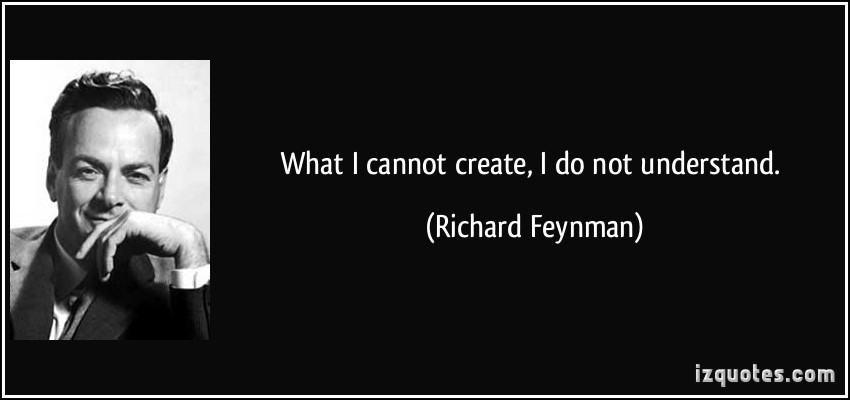 What I cannot create, I do not understand.
(Richard Feynman)
izquotes.com